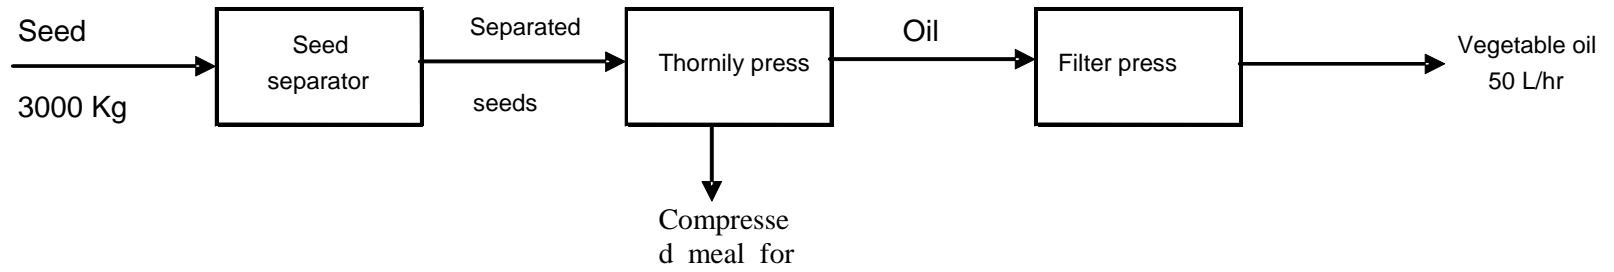 Seed
3000 Kg
Seed
separator
Separated
seeds
Thornily press
Compresse
d meal for
Oil
Filter press
Vegetable oil
50 L/hr